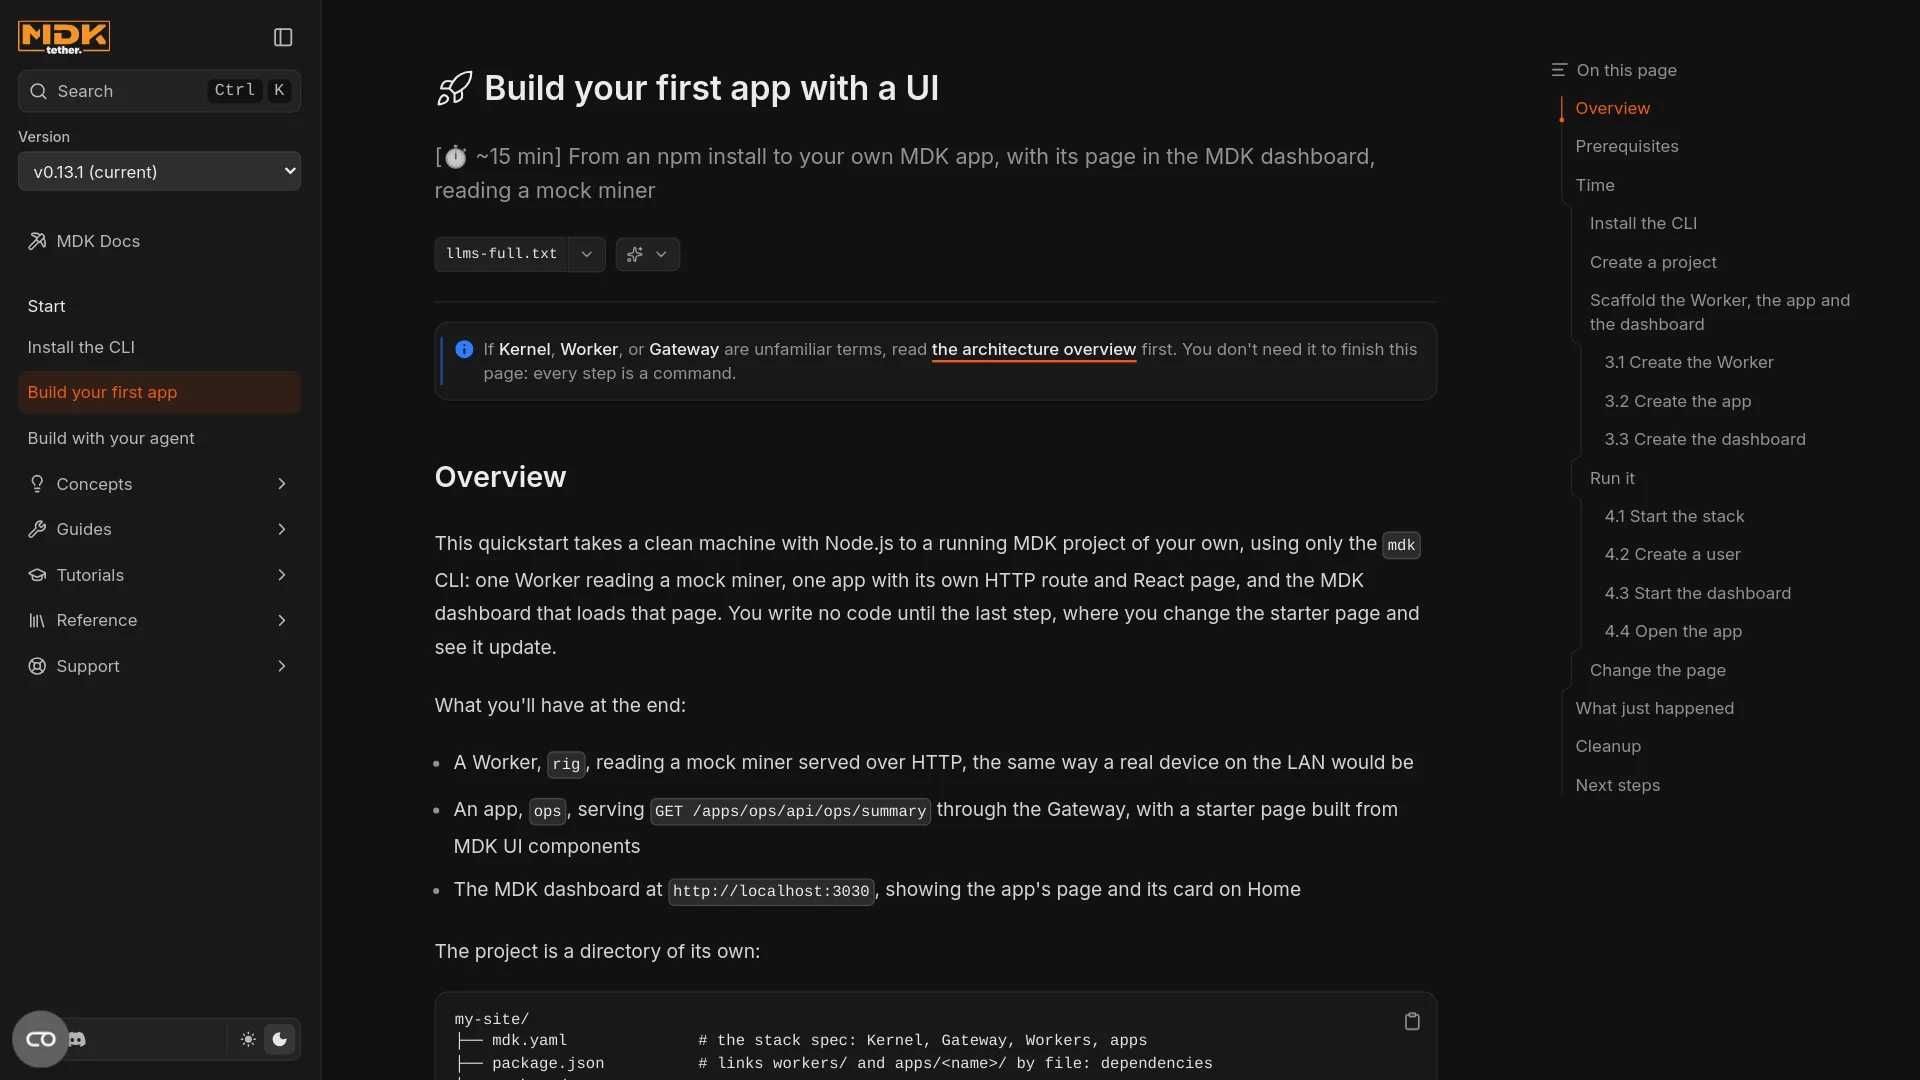 MDK
tether.
Search
Ctrl K
Version
v0.13.1 (current)
MDK Docs
Start
Install the CLI
Build your first app
Build with your agent
Concepts
Guides
Tutorials
Reference
Support
Build your first app with a UI
[⏱️ ~15 min] From an npm install to your own MDK app, with its page in the MDK dashboard,
reading a mock miner
llms-full.txt
If Kernel, Worker, or Gateway are unfamiliar terms, read the architecture overview first. You don't need it to finish this
page: every step is a command.
Overview
This quickstart takes a clean machine with Node.js to a running MDK project of your own, using only the mdk
CLI: one Worker reading a mock miner, one app with its own HTTP route and React page, and the MDK
dashboard that loads that page. You write no code until the last step, where you change the starter page and
see it update.
What you'll have at the end:
• A Worker, rig, reading a mock miner served over HTTP, the same way a real device on the LAN would be
• An app, ops, serving GET /apps/ops/api/ops/summary through the Gateway, with a starter page built from
MDK UI components
• The MDK dashboard at http://localhost:3030, showing the app's page and its card on Home
The project is a directory of its own:
my-site/
├── mdk.yaml # the stack spec: Kernel, Gateway, Workers, apps
├── package.json # links workers/ and apps/<name>/ by file: dependencies
On this page
Overview
Prerequisites
Time
Install the CLI
Create a project
Scaffold the Worker, the app and
the dashboard
3.1 Create the Worker
3.2 Create the app
3.3 Create the dashboard
Run it
4.1 Start the stack
4.2 Create a user
4.3 Start the dashboard
4.4 Open the app
Change the page
What just happened
Cleanup
Next steps